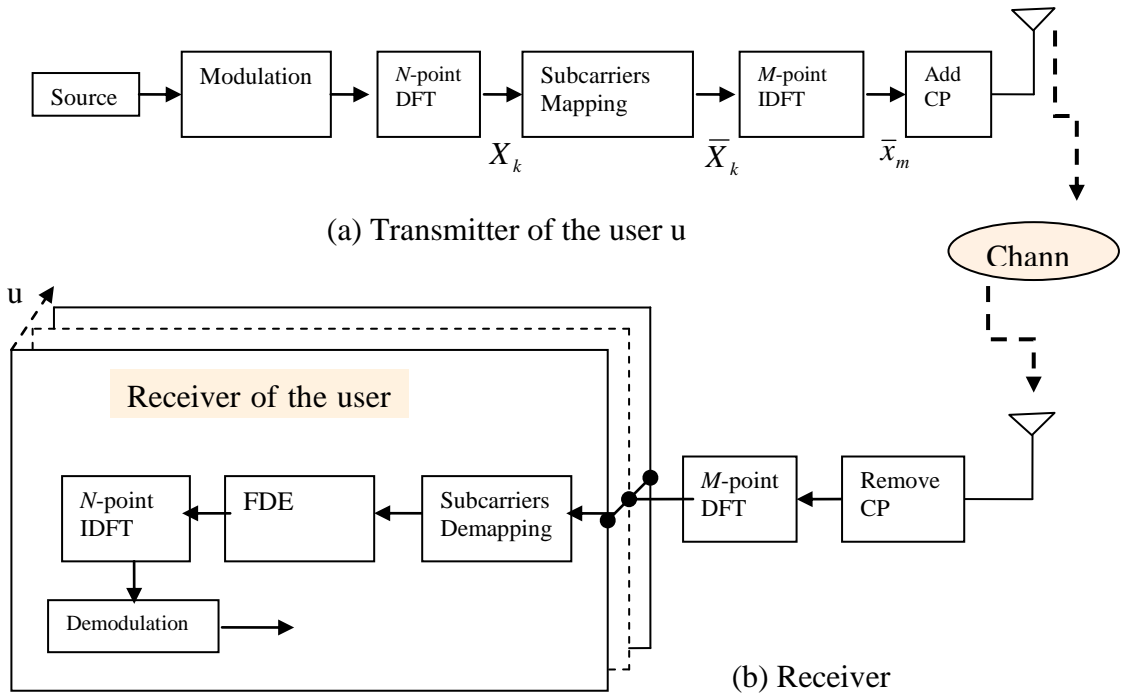 Source
Modulation
N-point
DFT
Subcarriers
Mapping
M-point
IDFT
Add
CP
X_k
X̅_k
x̅_m
(a) Transmitter of the user u
Chann
u
Receiver of the user
N-point
IDFT
FDE
Subcarriers
Demapping
M-point
DFT
Remove
CP
Demodulation
(b) Receiver